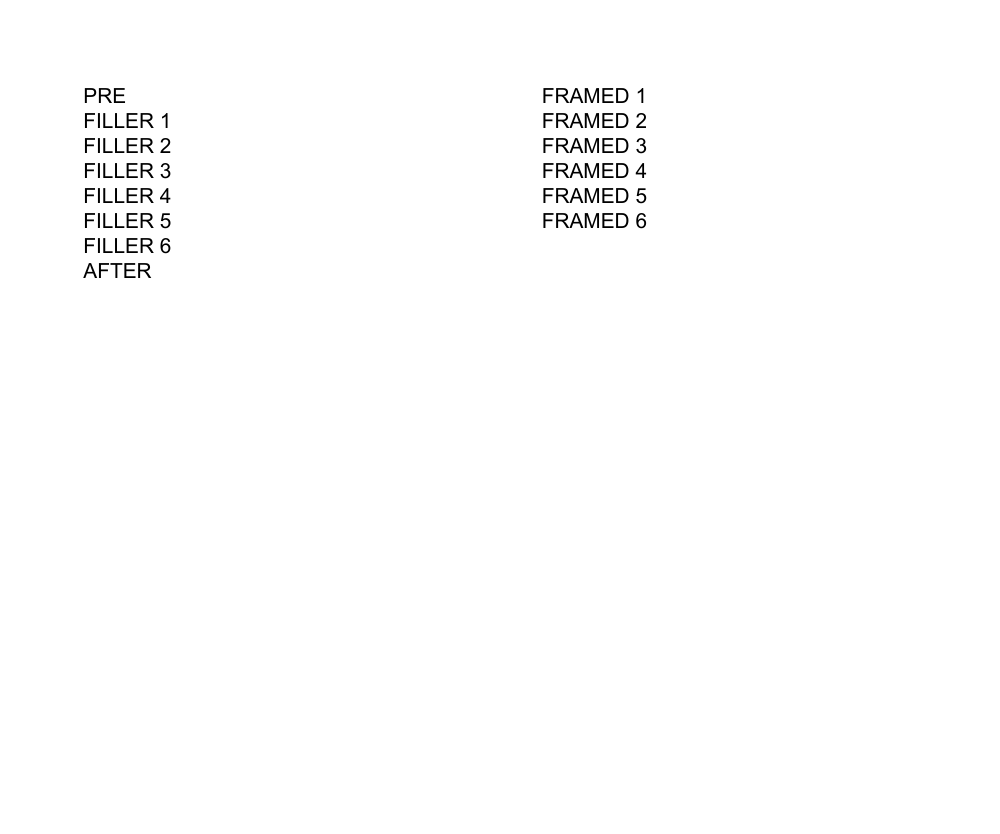 PRE
FILLER 1
FILLER 2
FILLER 3
FILLER 4
FILLER 5
FILLER 6
AFTER
FRAMED 1
FRAMED 2
FRAMED 3
FRAMED 4
FRAMED 5
FRAMED 6